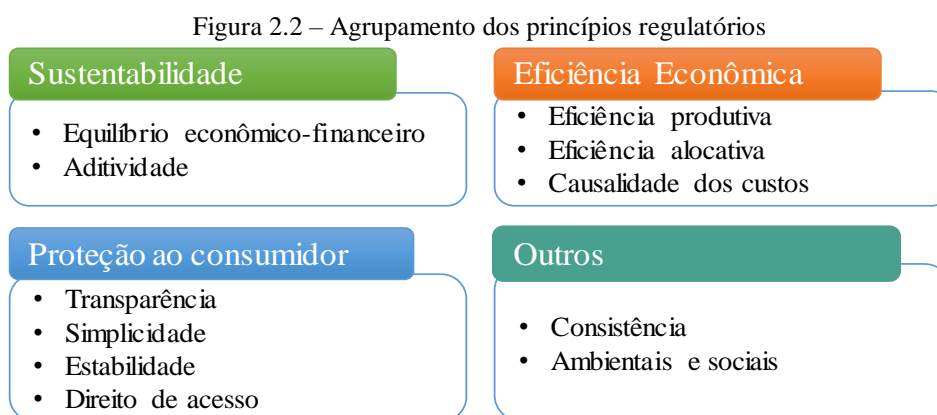 Figura 2.2 – Agrupamento dos princípios regulatórios
Sustentabilidade
• Equilíbrio econômico-financeiro
• Aditividade
Eficiência Econômica
• Eficiência produtiva
• Eficiência alocativa
• Causalidade dos custos
Proteção ao consumidor
• Transparência
• Simplicidade
• Estabilidade
• Direito de acesso
Outros
• Consistência
• Ambientais e sociais